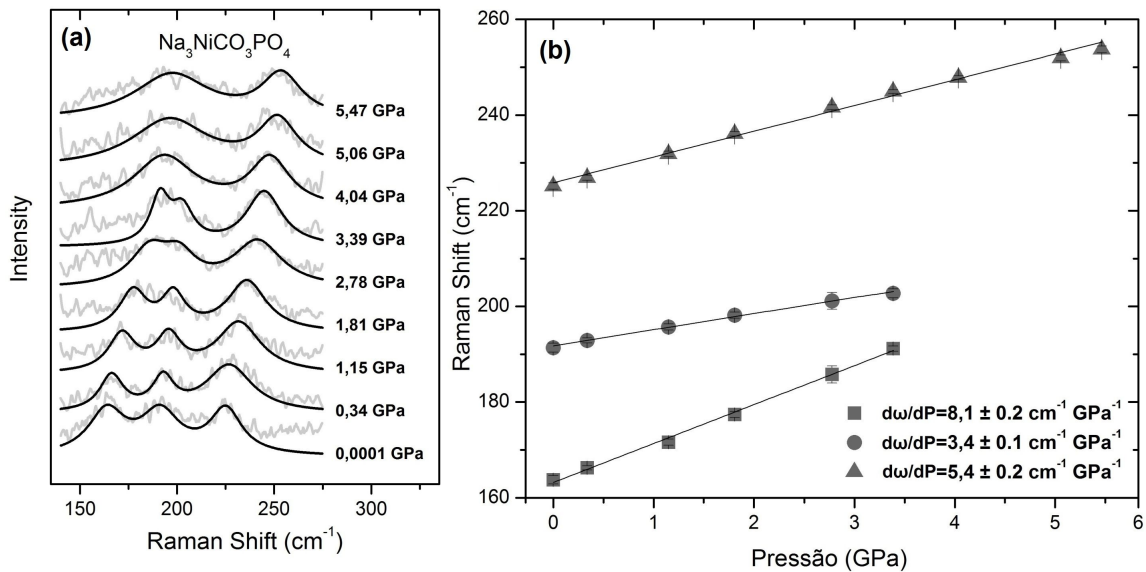 (a)
Na₃NiCO₃PO₄
5,47 GPa
5,06 GPa
4,04 GPa
3,39 GPa
2,78 GPa
1,81 GPa
1,15 GPa
0,34 GPa
0,0001 GPa
Intensity
150 200 250 300
Raman Shift (cm⁻¹)
(b)
260
240
220
200
180
160
Raman Shift (cm⁻¹)
dω/dP=8,1 ± 0.2 cm⁻¹ GPa⁻¹
dω/dP=3,4 ± 0.1 cm⁻¹ GPa⁻¹
dω/dP=5,4 ± 0.2 cm⁻¹ GPa⁻¹
0 1 2 3 4 5 6
Pressão (GPa)